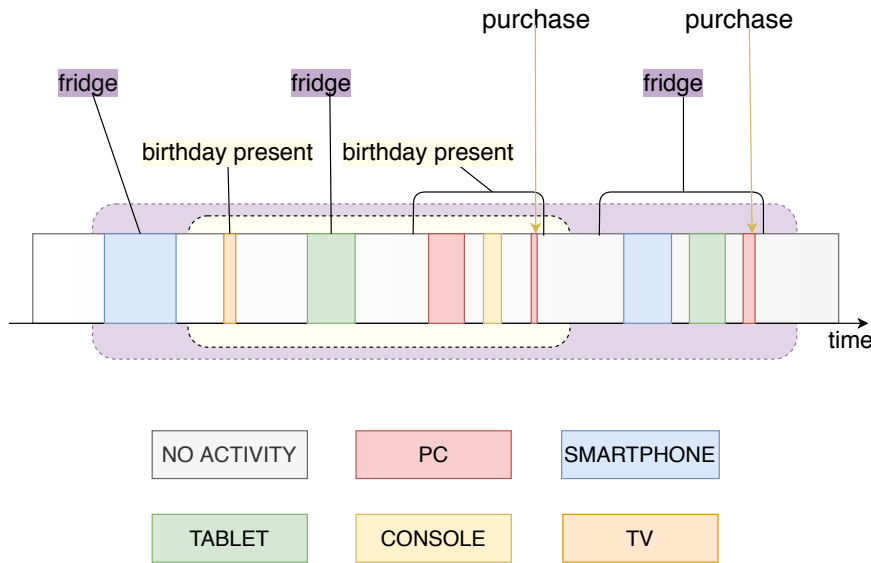 purchase
purchase
fridge
fridge
fridge
birthday present
birthday present
time
NO ACTIVITY
PC
SMARTPHONE
TABLET
CONSOLE
TV